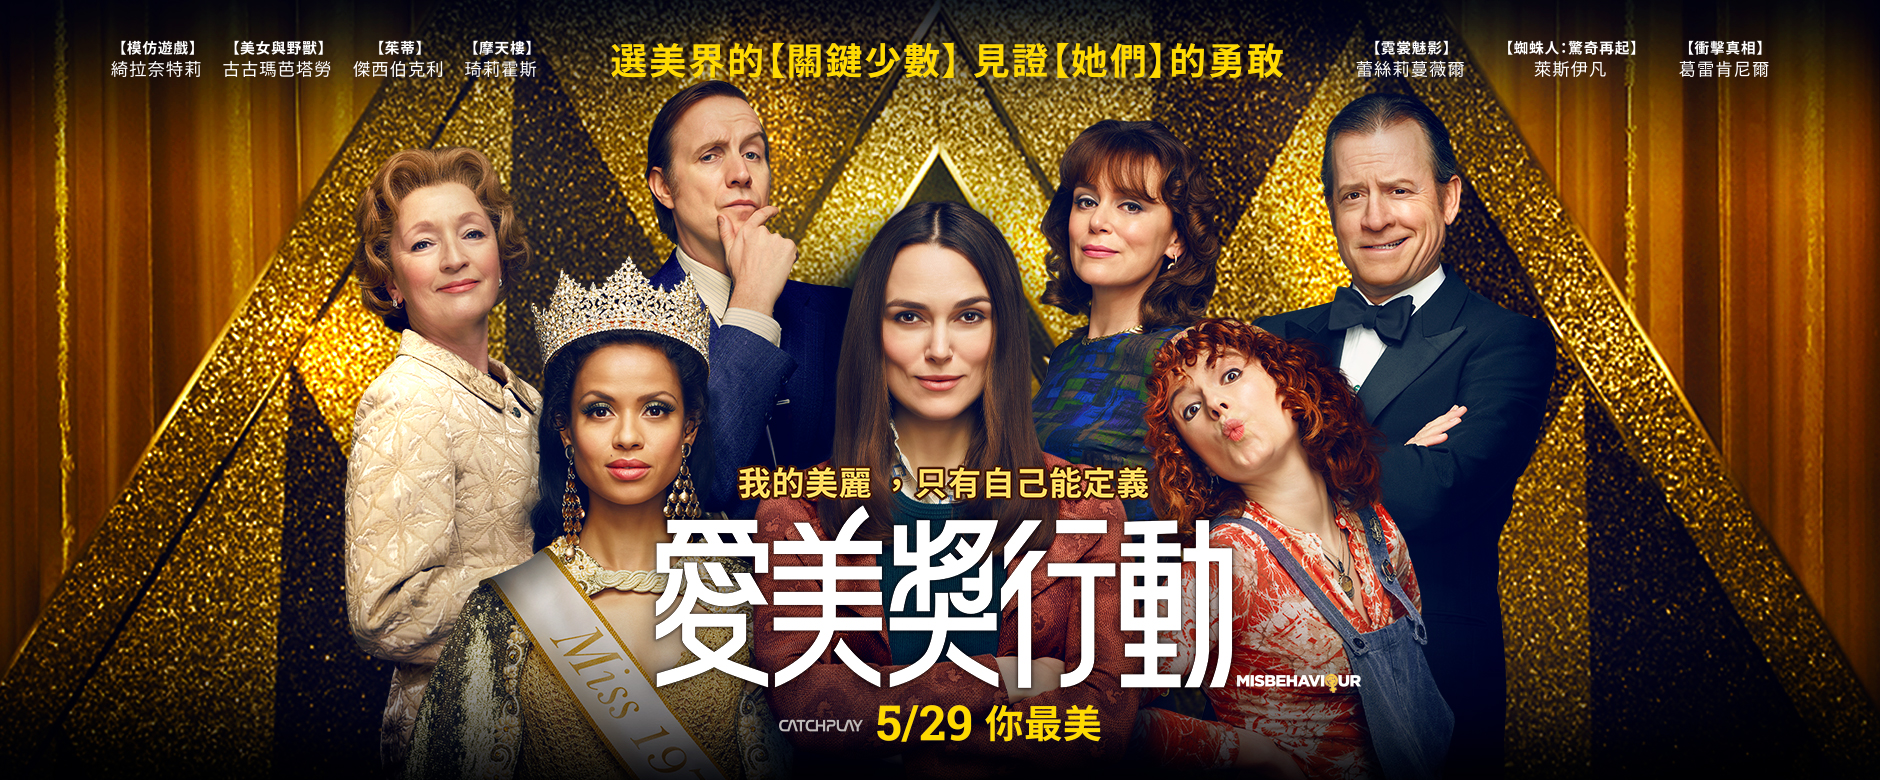 【模仿遊戲】 【美女與野獸】 【茱蒂】 【摩天樓】
綺拉奈特莉 古古瑪芭塔勞 傑西伯克利 琦莉霍斯
選美界的【關鍵少數】 見證【她們】的勇敢
【霓裳魅影】 【蜘蛛人:驚奇再起】 【衝擊真相】
蕾絲莉蔓薇爾 萊斯伊凡 葛雷肯尼爾
我的美麗,只有自己能定義
愛美獎行動
MISBEHAVIOUR
Miss 19
CATCHPLAY 5/29 你最美